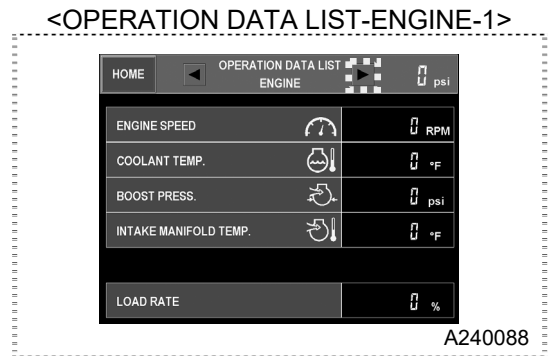 <OPERATION DATA LIST-ENGINE-1>
HOME
OPERATION DATA LIST
ENGINE
0 psi
ENGINE SPEED 0 RPM
COOLANT TEMP. 0 °F
BOOST PRESS. 0 psi
INTAKE MANIFOLD TEMP. 0 °F
LOAD RATE 0 %
A240088